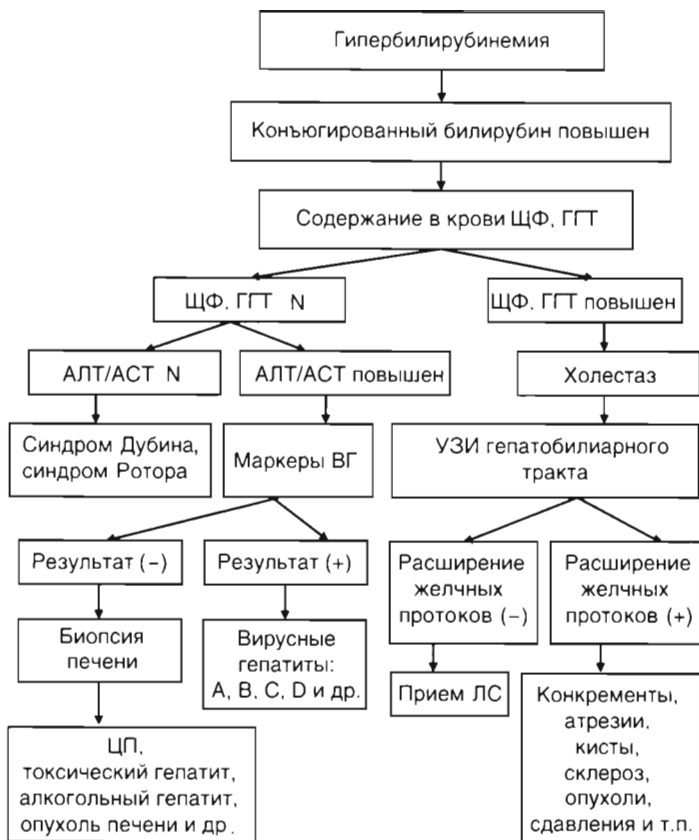 Гипербилирубинемия
Конъюгированный билирубин повышен
Содержание в крови ЩФ, ГГТ
ЩФ, ГГТ N
ЩФ, ГГТ повышен
АЛТ/АСТ N
АЛТ/АСТ повышен
Холестаз
Синдром Дубина,
синдром Ротора
Маркеры ВГ
УЗИ гепатобилиарного
тракта
Результат (−)
Результат (+)
Расширение
желчных
протоков (−)
Расширение
желчных
протоков (+)
Биопсия
печени
Вирусные
гепатиты:
A, B, C, D и др.
Прием ЛС
Конкременты,
атрезии,
кисты,
склероз,
опухоли,
сдавления и т.п.
ЦП,
токсический гепатит,
алкогольный гепатит,
опухоль печени и др.